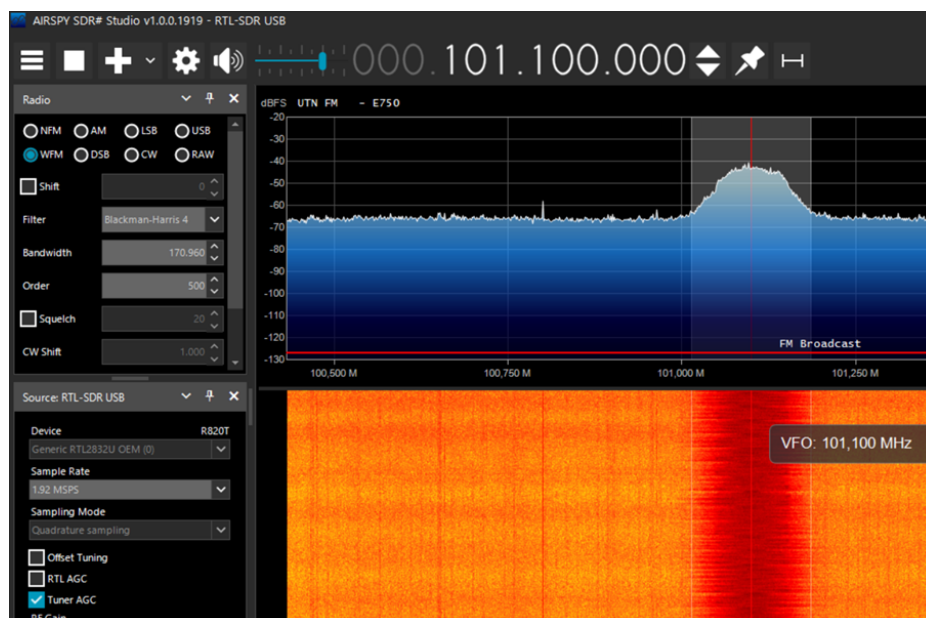 AIRSPY SDR# Studio v1.0.0.1919 - RTL-SDR USB
000.101.100.000
Radio
NFM AM LSB USB
WFM DSB CW RAW
Shift 0
Filter Blackman-Harris 4
Bandwidth 170.960
Order 500
Squelch 20
CW Shift 1.000
Source: RTL-SDR USB
Device R820T
Generic RTL2832U OEM (0)
Sample Rate
1.92 MSPS
Sampling Mode
Quadrature sampling
Offset Tuning
RTL AGC
Tuner AGC
RF Gain
dBFS UTN FM - E750
-20
-30
-40
-50
-60
-70
-80
-90
-100
-110
-120
-130
FM Broadcast
100,500 M 100,750 M 101,000 M 101,250 M
VFO: 101,100 MHz